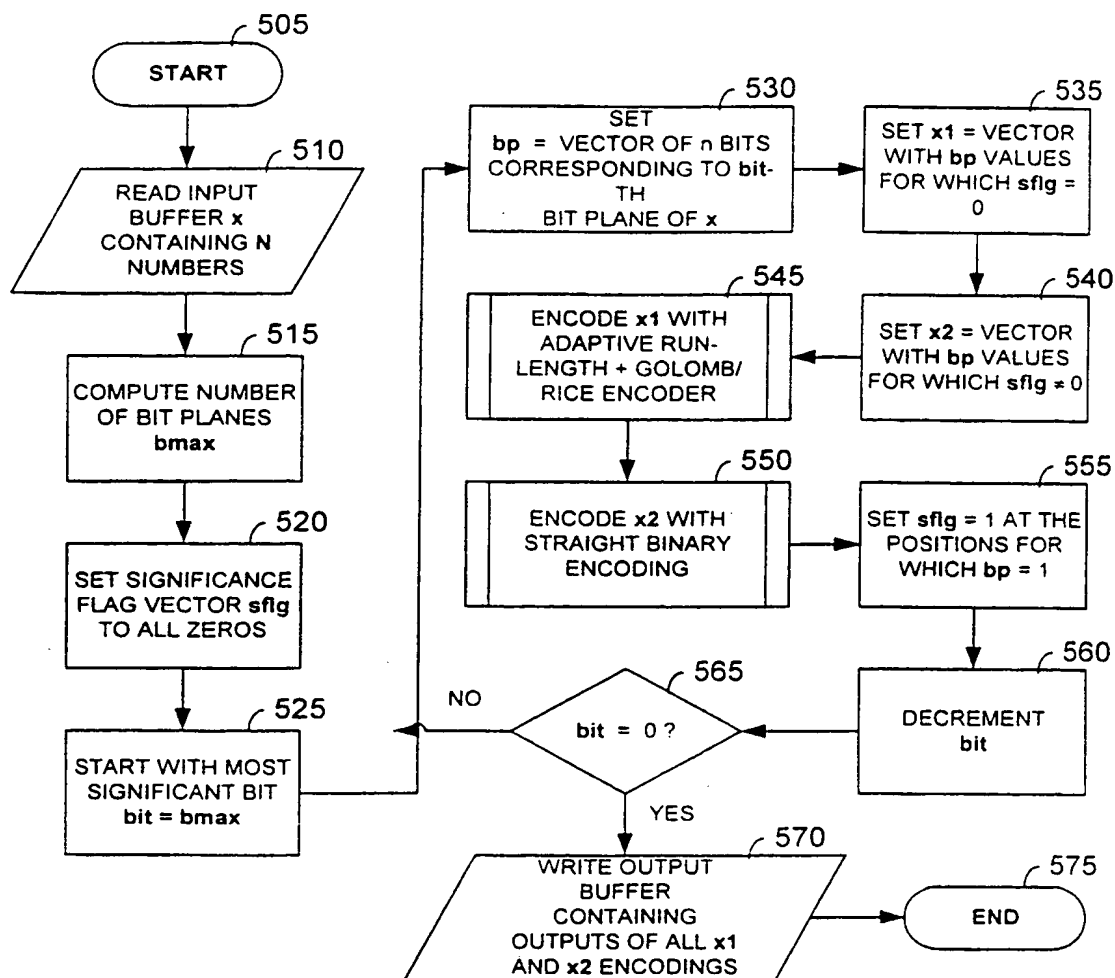 505
START
510
READ INPUT
BUFFER x
CONTAINING N
NUMBERS
515
COMPUTE NUMBER
OF BIT PLANES
bmax
520
SET SIGNIFICANCE
FLAG VECTOR sflg
TO ALL ZEROS
525
START WITH MOST
SIGNIFICANT BIT
bit = bmax
530
SET
bp = VECTOR OF n BITS
CORRESPONDING TO bit-
TH
BIT PLANE OF x
535
SET x1 = VECTOR
WITH bp VALUES
FOR WHICH sflg =
0
540
SET x2 = VECTOR
WITH bp VALUES
FOR WHICH sflg ≠ 0
545
ENCODE x1 WITH
ADAPTIVE RUN-
LENGTH + GOLOMB/
RICE ENCODER
550
ENCODE x2 WITH
STRAIGHT BINARY
ENCODING
555
SET sflg = 1 AT THE
POSITIONS FOR
WHICH bp = 1
560
DECREMENT
bit
565
bit = 0 ?
NO
YES
570
WRITE OUTPUT
BUFFER
CONTAINING
OUTPUTS OF ALL x1
AND x2 ENCODINGS
575
END